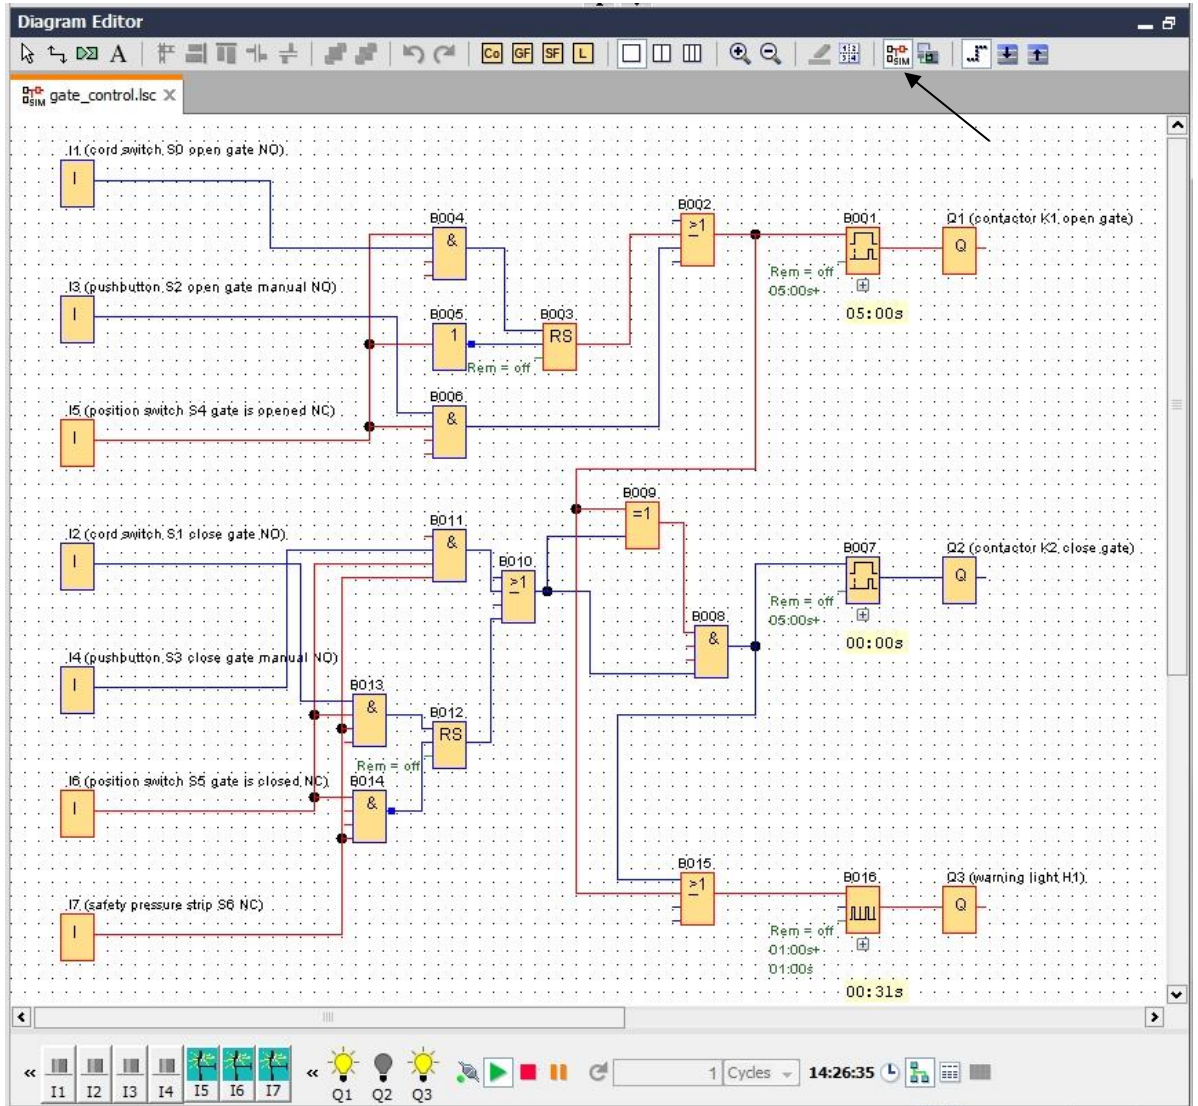 Diagram Editor
A
Co GF SF L
SIM
gate_control.lsc
I1 (cord switch S0 open gate NO)
I
B004
&
B002
≥1
B001
Q1 (contactor K1 open gate)
Q
Rem = off
05:00s+
05:00s
I3 (pushbutton S2 open gate manual NO)
I
B005
1
B003
RS
Rem = off
I5 (position switch S4 gate is opened NC)
I
B006
&
B009
=1
I2 (cord switch S1 close gate NO)
I
B011
&
B010
≥1
B007
Q2 (contactor K2 close gate)
Q
Rem = off
05:00s+
00:00s
B008
&
I4 (pushbutton S3 close gate manual NO)
I
B013
&
B012
RS
Rem = off
I6 (position switch S5 gate is closed NC)
I
B014
&
B015
≥1
B016
Q3 (warning light H1)
Q
Rem = off
01:00s+
01:00s
00:31s
I7 (safety pressure strip S6 NC)
I
« I1 I2 I3 I4 I5 I6 I7 « Q1 Q2 Q3 1 Cycles 14:26:35